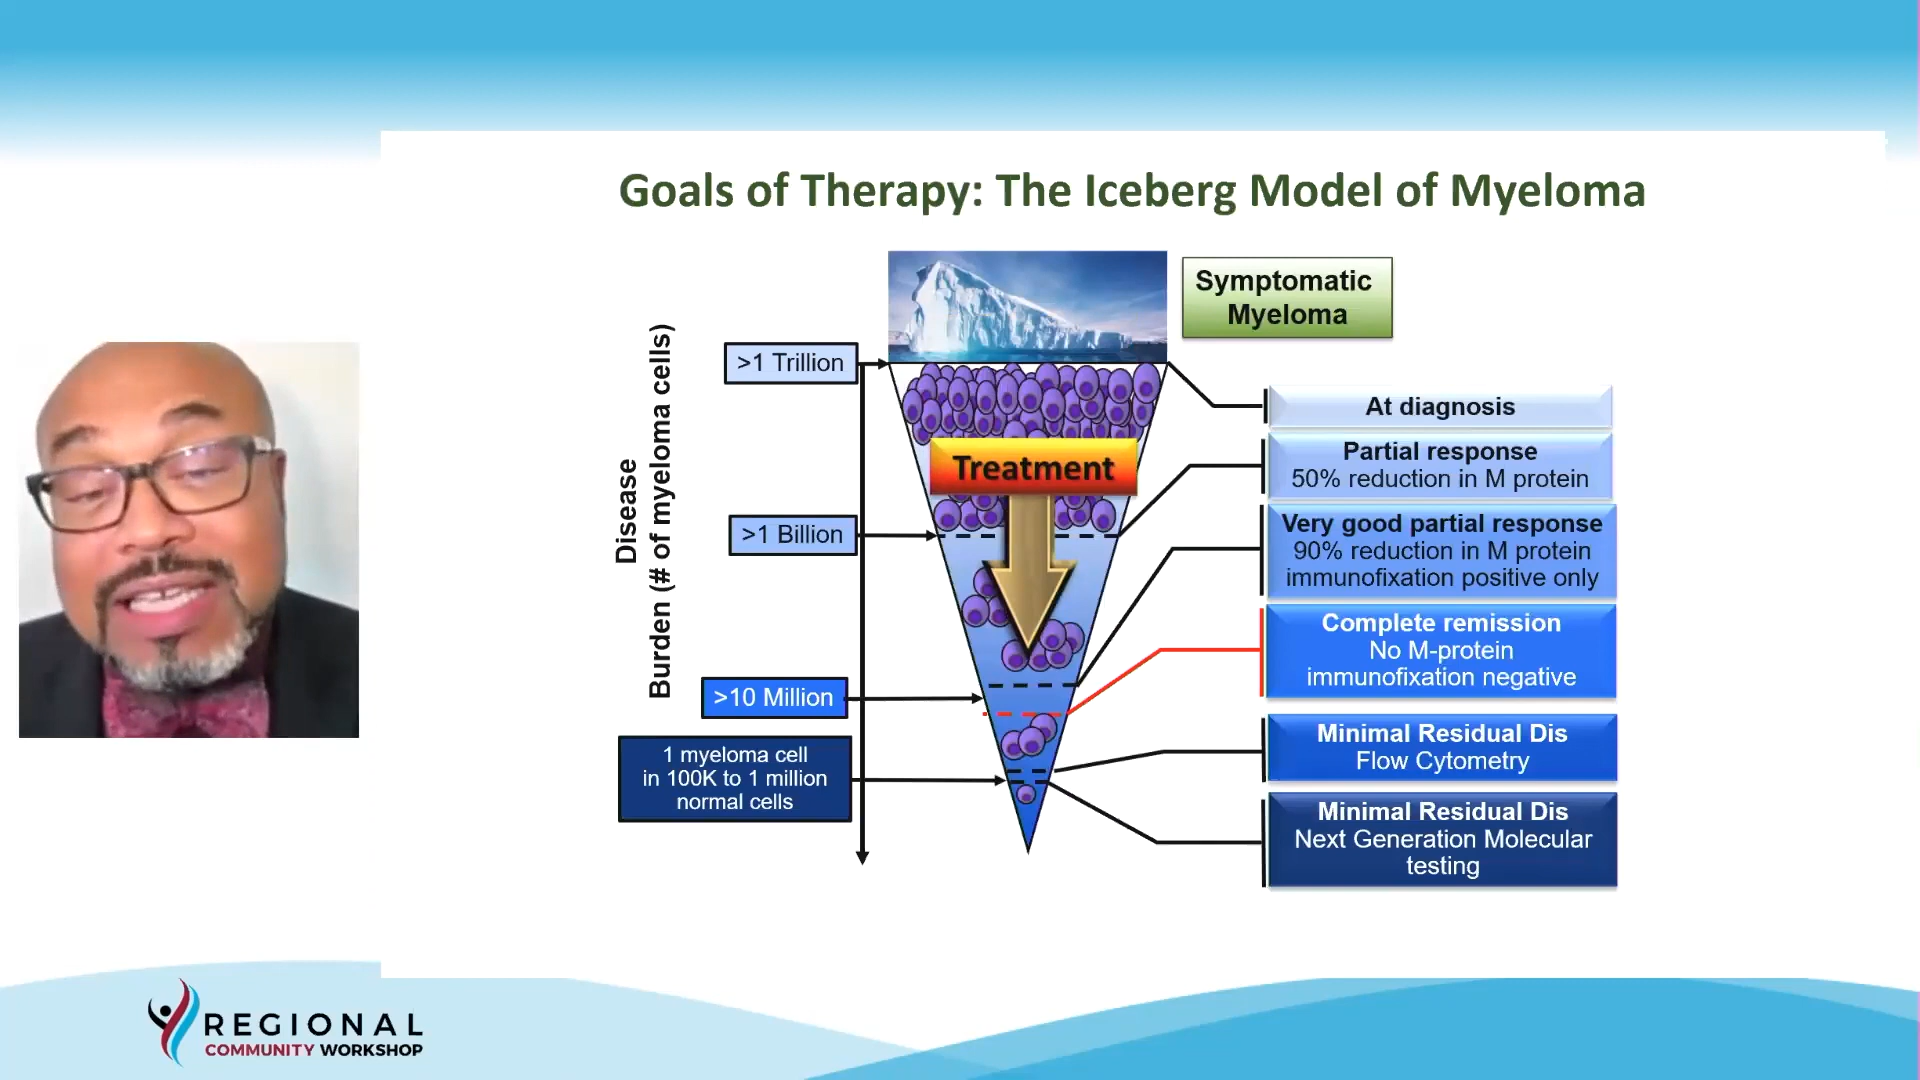 Goals of Therapy: The Iceberg Model of Myeloma
Symptomatic
Myeloma
Disease
Burden (# of myeloma cells)
>1 Trillion
>1 Billion
>10 Million
1 myeloma cell
in 100K to 1 million
normal cells
Treatment
At diagnosis
Partial response
50% reduction in M protein
Very good partial response
90% reduction in M protein
immunofixation positive only
Complete remission
No M-protein
immunofixation negative
Minimal Residual Dis
Flow Cytometry
Minimal Residual Dis
Next Generation Molecular
testing
REGIONAL
COMMUNITY WORKSHOP